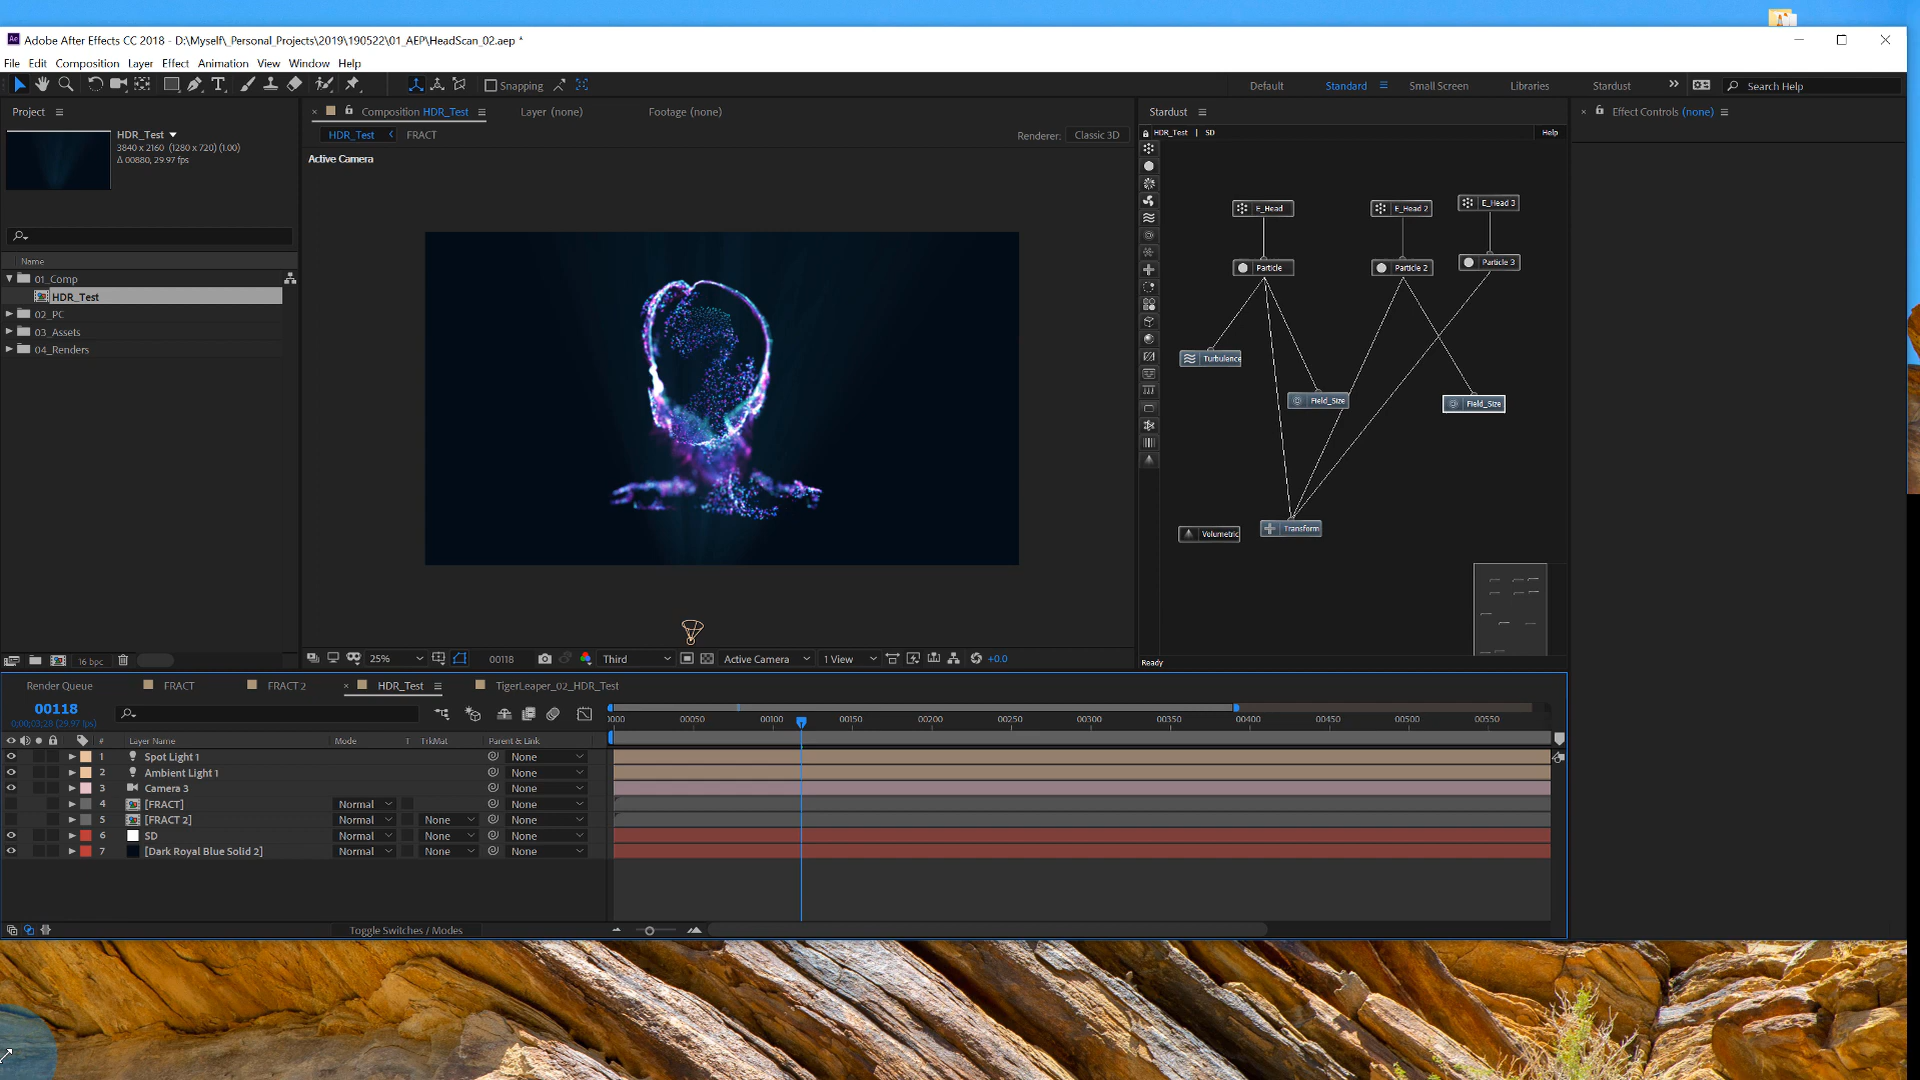 Adobe After Effects CC 2018 - D:\Myself\_Personal_Projects\2019\190522\01_AEP\HeadScan_02.aep *
File Edit Composition Layer Effect Animation View Window Help
Snapping
Default Standard Small Screen Libraries Stardust Search Help
Project
Composition HDR_Test Layer (none) Footage (none)
Stardust
Effect Controls (none)
HDR_Test
3840 x 2160 (1280 x 720) (1.00)
Δ 00880, 29.97 fps
HDR_Test FRACT
Renderer: Classic 3D
HDR_Test | SD Help
Active Camera
E_Head E_Head 2 E_Head 3
Particle Particle 2 Particle 3
Turbulence
Field_Size Field_Size
Volumetric Transform
Ready
Name
01_Comp
HDR_Test
02_PC
03_Assets
04_Renders
16 bpc
25% 00118 Third Active Camera 1 View +0.0
Render Queue FRACT FRACT 2 HDR_Test TigerLeaper_02_HDR_Test
00118
0;00;03;28 (29.97 fps)
0000 00050 00100 00150 00200 00250 00300 00350 00400 00450 00500 00550
# Layer Name Mode T TrkMat Parent & Link
1 Spot Light 1 None
2 Ambient Light 1 None
3 Camera 3 None
4 [FRACT] Normal None
5 [FRACT 2] Normal None None
6 SD Normal None None
7 [Dark Royal Blue Solid 2] Normal None None
Toggle Switches / Modes